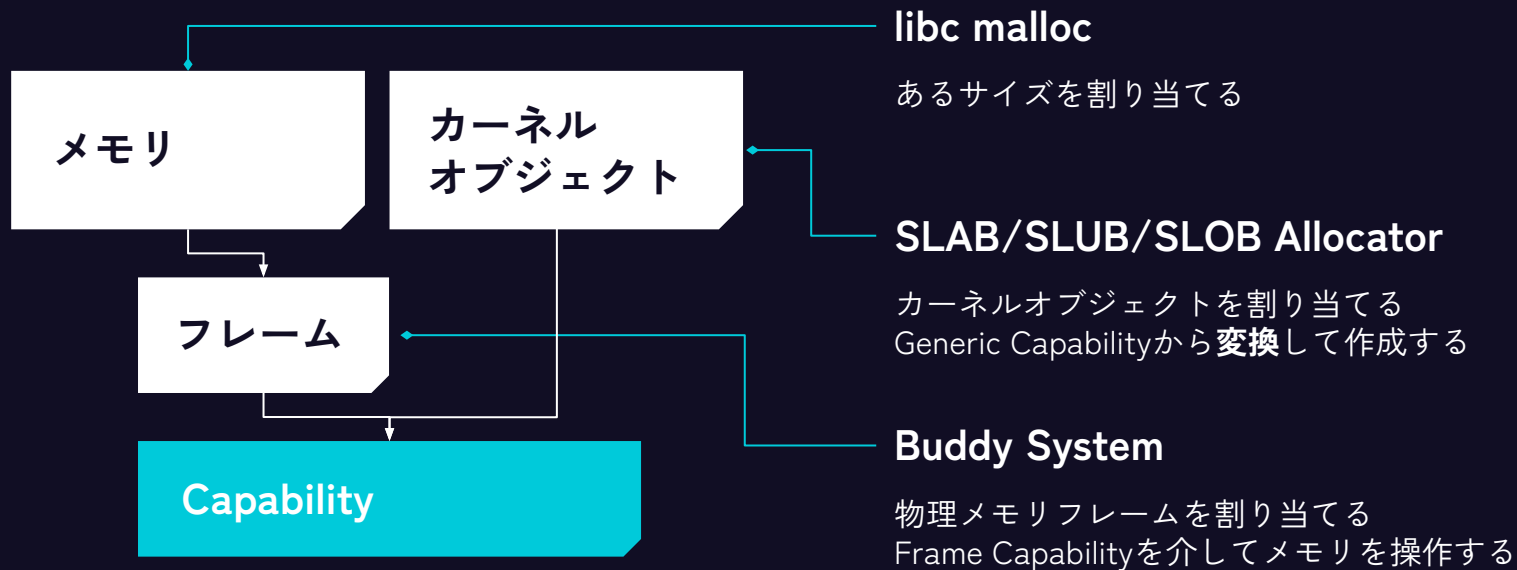 libc malloc
あるサイズを割り当てる
メモリ
カーネル
オブジェクト
SLAB/SLUB/SLOB Allocator
カーネルオブジェクトを割り当てる
Generic Capabilityから変換して作成する
フレーム
Buddy System
物理メモリフレームを割り当てる
Frame Capabilityを介してメモリを操作する
Capability